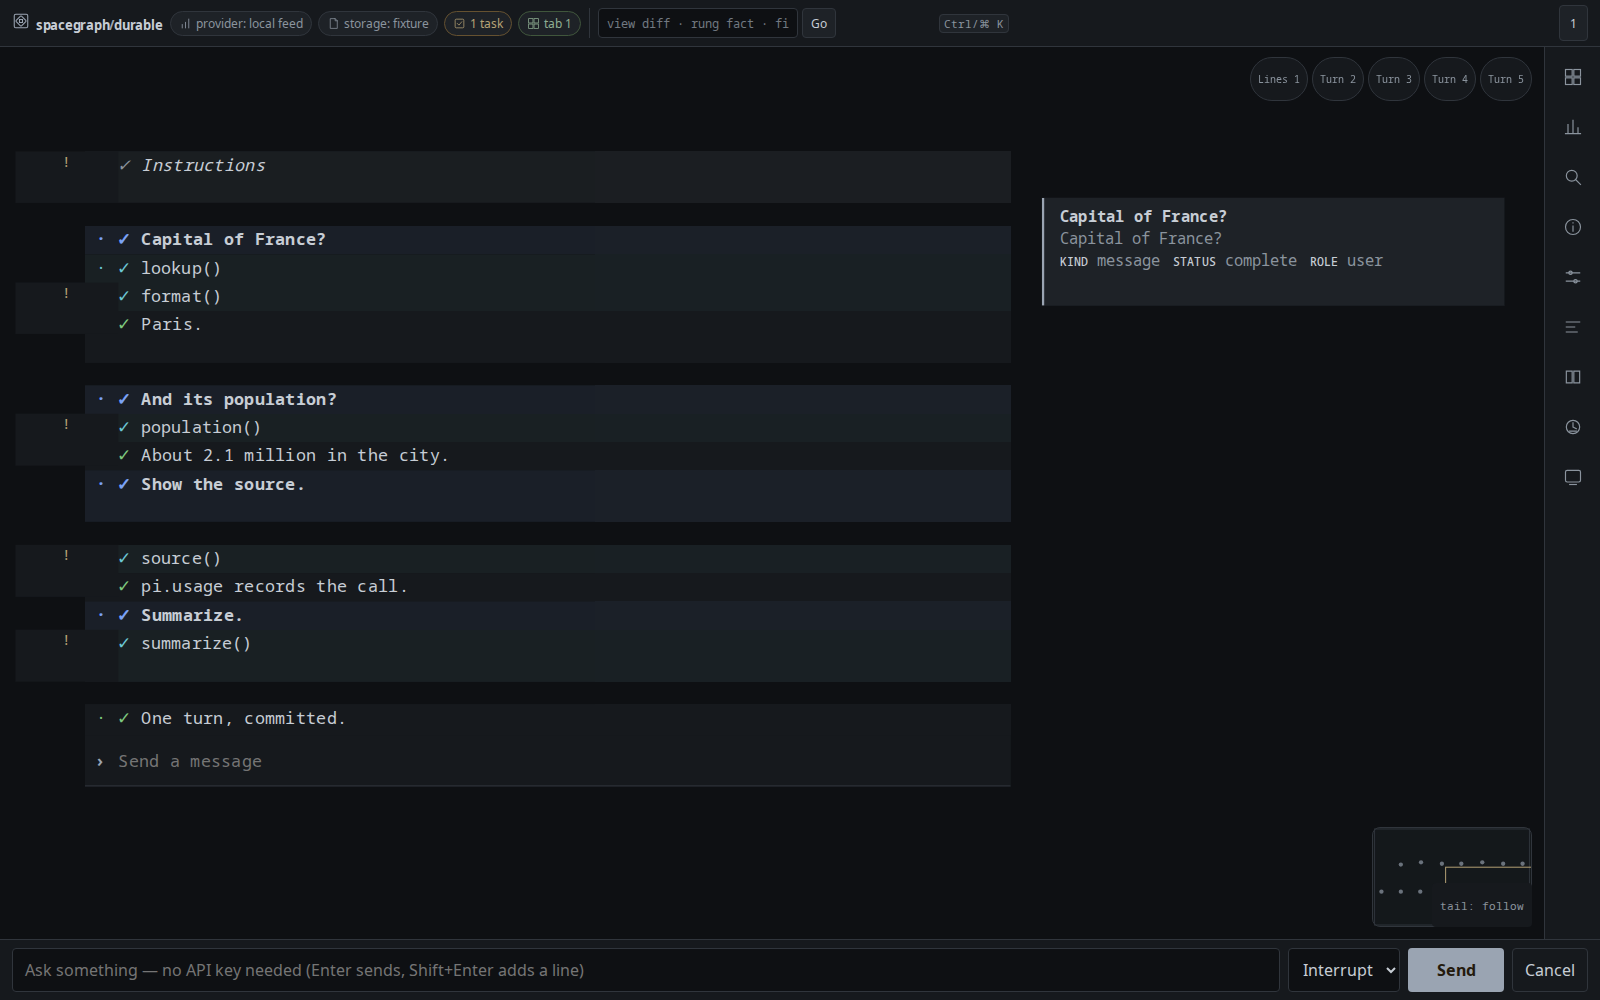 spacegraph/durable provider: local feed storage: fixture 1 task tab 1 view diff · rung fact · fi Go Ctrl/⌘ K 1
Lines 1 Turn 2 Turn 3 Turn 4 Turn 5
! ✓ Instructions
· ✓ Capital of France?
· ✓ lookup()
! ✓ format()
✓ Paris.
· ✓ And its population?
! ✓ population()
✓ About 2.1 million in the city.
· ✓ Show the source.
! ✓ source()
✓ pi.usage records the call.
· ✓ Summarize.
! ✓ summarize()
· ✓ One turn, committed.
› Send a message
Capital of France?
Capital of France?
KIND message STATUS complete ROLE user
tail: follow
Ask something — no API key needed (Enter sends, Shift+Enter adds a line) Interrupt Send Cancel